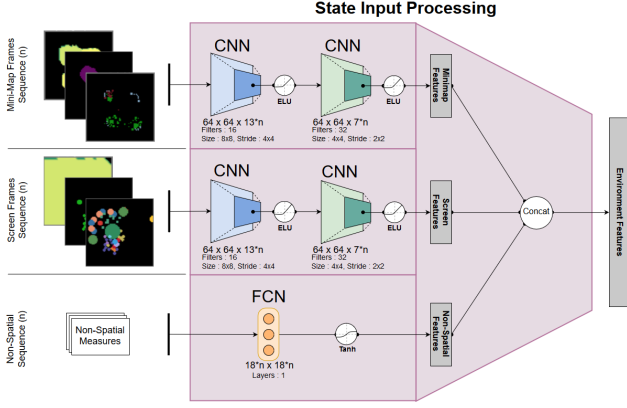 State Input Processing
Mini-Map Frames
Sequence (n)
CNN
64 x 64 x 13*n
Filters : 16
Size : 8x8, Stride : 4x4
ELU
CNN
64 x 64 x 7*n
Filters : 32
Size : 4x4, Stride : 2x2
ELU
Minimap
Features
Screen Frames
Sequence (n)
CNN
64 x 64 x 13*n
Filters : 16
Size : 8x8, Stride : 4x4
ELU
CNN
64 x 64 x 7*n
Filters : 32
Size : 4x4, Stride : 2x2
ELU
Screen
Features
Non-Spatial
Sequence (n)
Non-Spatial
Measures
FCN
18*n x 18*n
Layers : 1
Tanh
Non-Spatial
Features
Concat
Environment Features